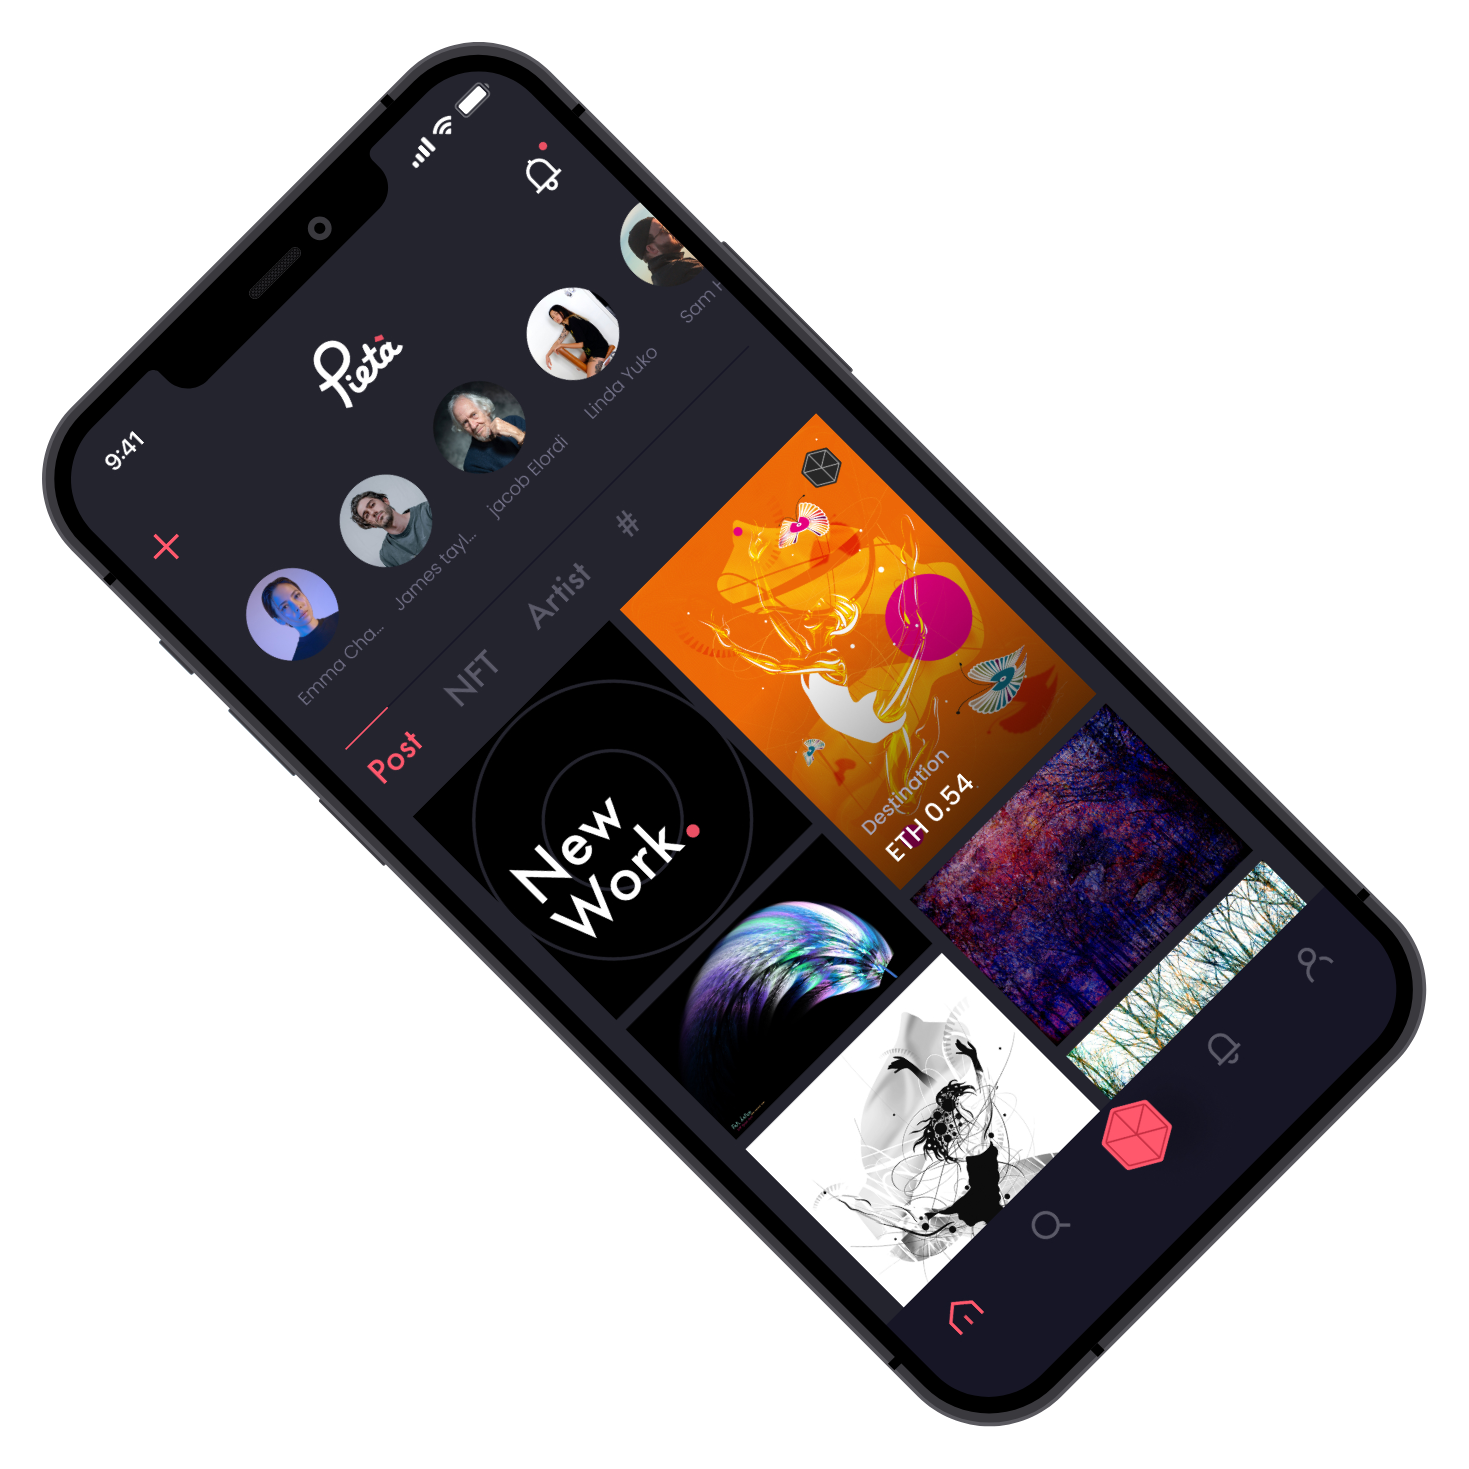 9:41
Pietà
Emma Cha...
James tayl...
jacob Elordi
Linda Yuko
Sam
Post
NFT
Artist
#
New
Work.
Destination
ETH 0.54